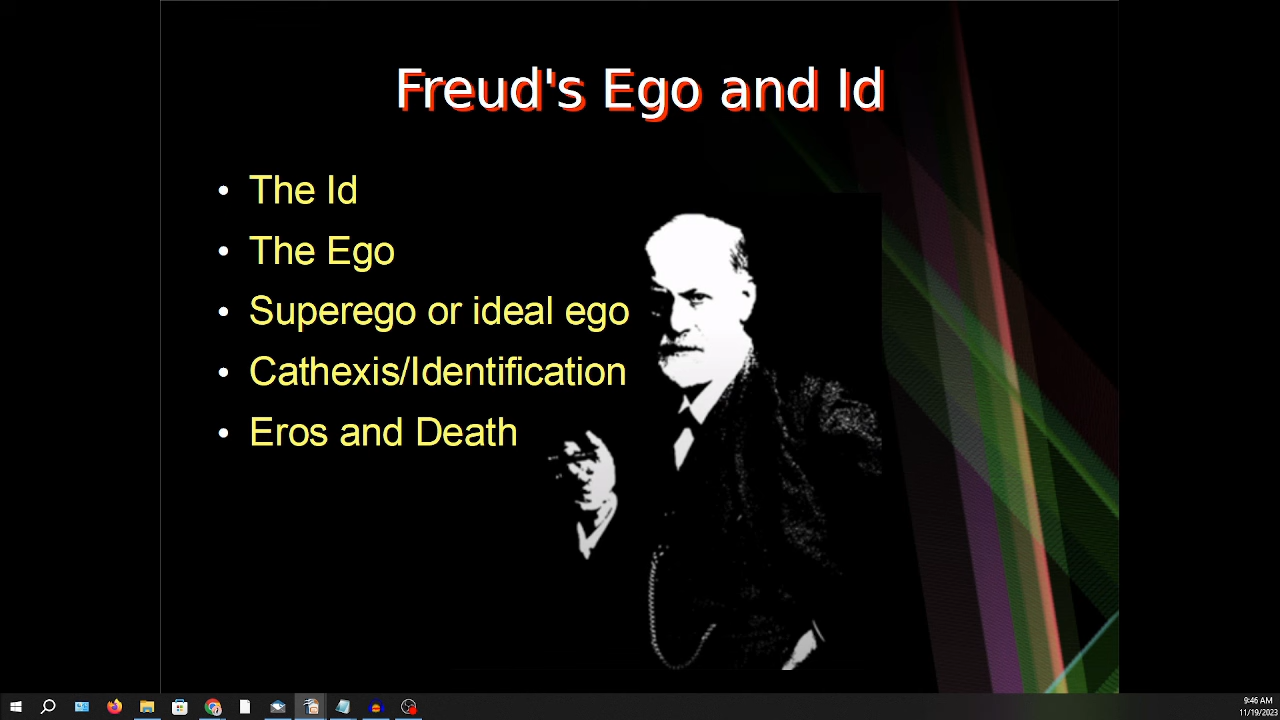 Freud's Ego and Id
• The Id
• The Ego
• Superego or ideal ego
• Cathexis/Identification
• Eros and Death
9:46 AM
11/19/2023